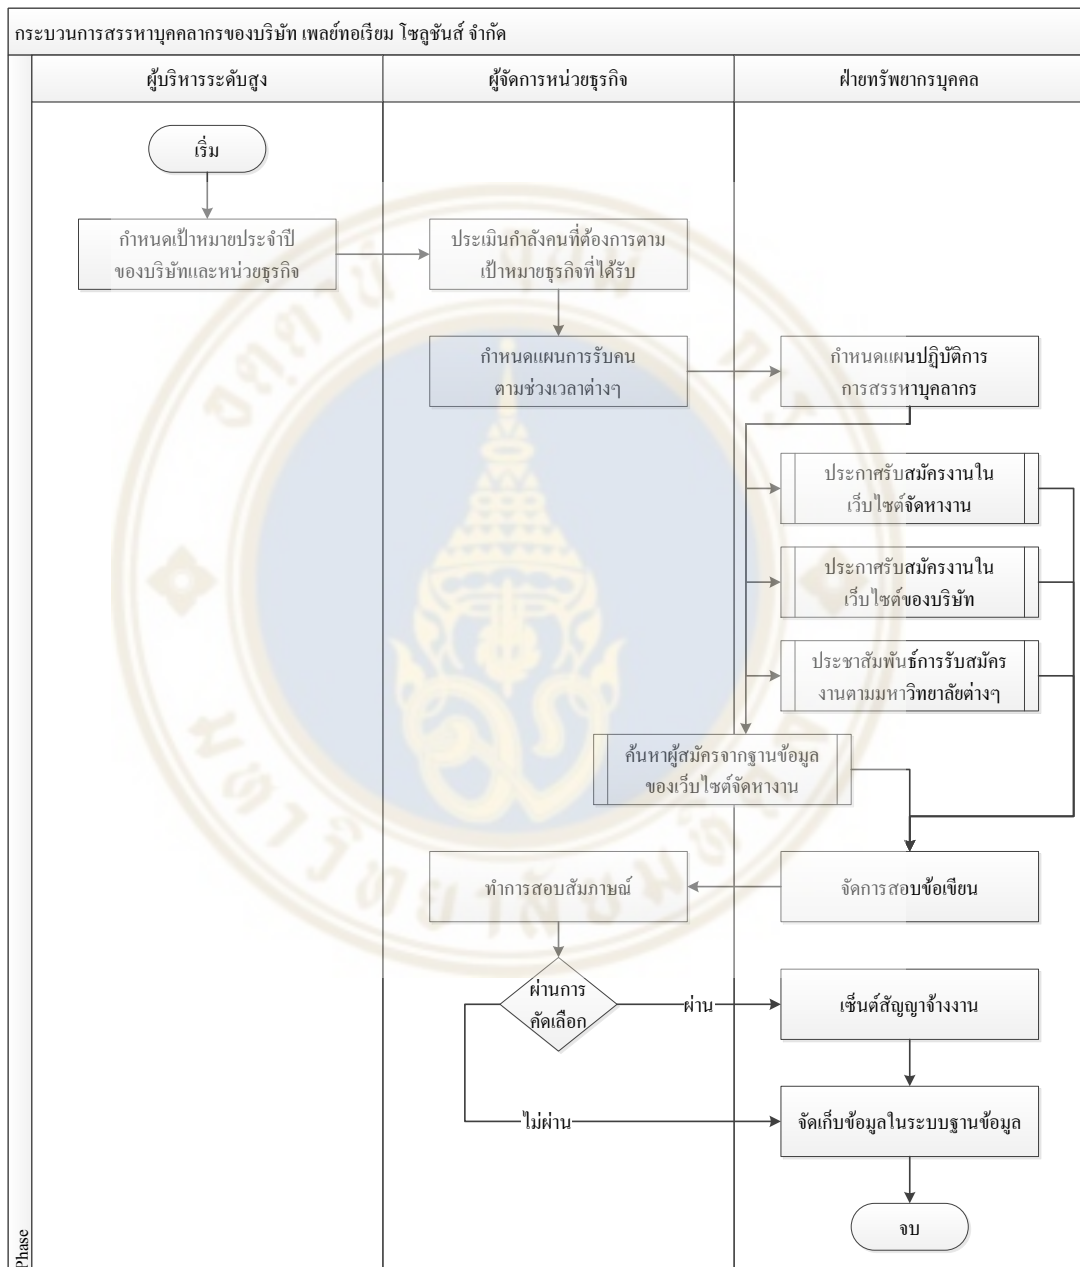 กระบวนการสรรหาบุคคลากรของบริษัท เพลย์ทอเรียม โซลูชันส์ จำกัด
ผู้บริหารระดับสูง
ผู้จัดการหน่วยธุรกิจ
ฝ่ายทรัพยากรบุคคล
เริ่ม
กำหนดเป้าหมายประจำปี
ของบริษัทและหน่วยธุรกิจ
ประเมินกำลังคนที่ต้องการตาม
เป้าหมายธุรกิจที่ได้รับ
กำหนดแผนการรับคน
ตามช่วงเวลาต่างๆ
กำหนดแผนปฏิบัติการ
การสรรหาบุคลากร
ประกาศรับสมัครงานใน
เว็บไซต์จัดหางาน
ประกาศรับสมัครงานใน
เว็บไซต์ของบริษัท
ประชาสัมพันธ์การรับสมัคร
งานตามมหาวิทยาลัยต่างๆ
ค้นหาผู้สมัครจากฐานข้อมูล
ของเว็บไซต์จัดหางาน
ทำการสอบสัมภาษณ์
จัดการสอบข้อเขียน
ผ่านการ
คัดเลือก
ผ่าน
เซ็นต์สัญญาจ้างงาน
ไม่ผ่าน
จัดเก็บข้อมูลในระบบฐานข้อมูล
จบ
Phase
มหาวิทยาลัยมหิดล